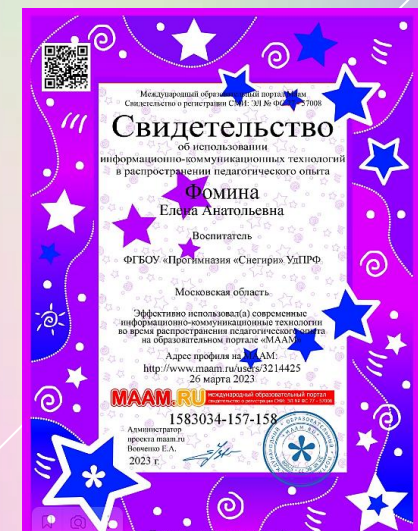 Международный образовательный портал Маам
Свидетельство о регистрации СМИ: ЭЛ № ФС 57008
Свидетельство
об использовании
информационно-коммуникационных технологий
в распространении педагогического опыта
Фомина
Елена Анатольевна
Воспитатель
ФГБОУ «Прогимназия «Снегири» УдПРФ
Московская область
Эффективно использовал(а) современные
информационно-коммуникационные технологии
во время распространения педагогического опыта
на образовательном портале «МААМ»
Адрес профиля на МААМ:
http://www.maam.ru/users/3214425
26 марта 2023
MAAM.RU международный образовательный портал
1583034-157-158
Администратор
проекта maam.ru
Вовченко Е.А.
2023 г.